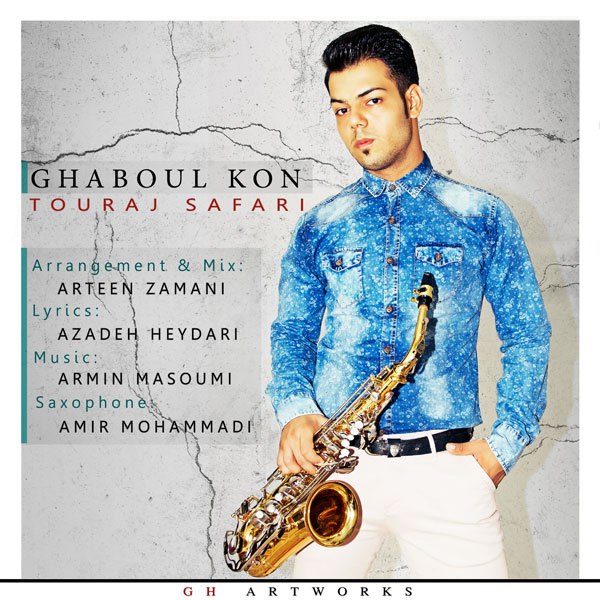 GHABOUL KON
TOURAJ SAFARI
Arrangement & Mix:
ARTEEN ZAMANI
Lyrics:
AZADEH HEYDARI
Music:
ARMIN MASOUMI
Saxophone:
AMIR MOHAMMADI
GH ARTWORKS